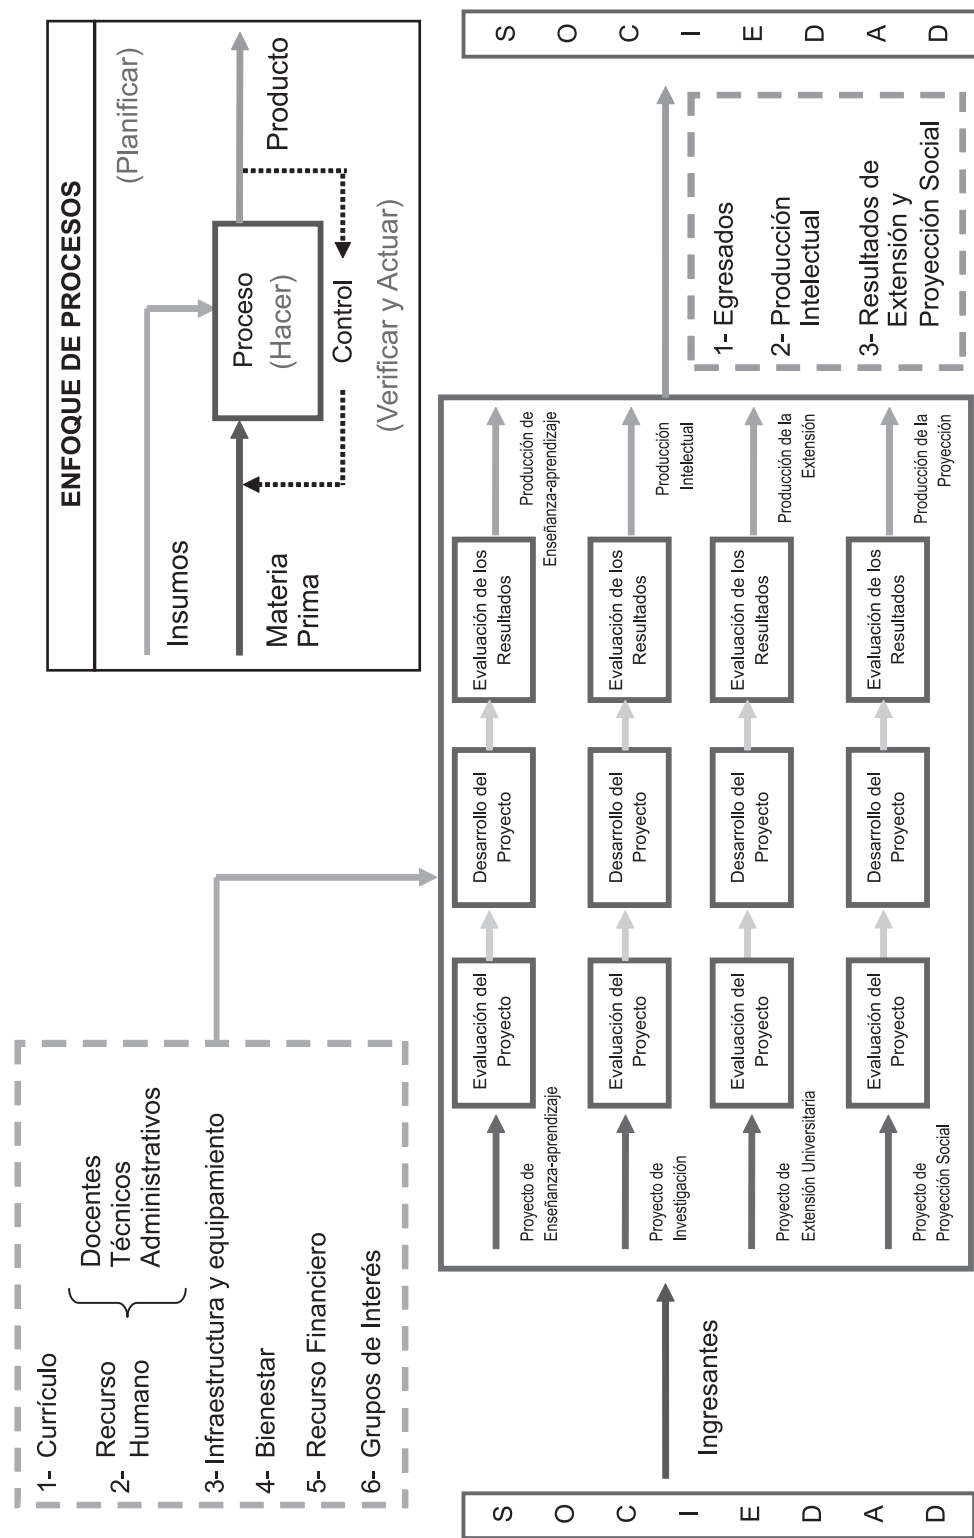 ENFOQUE DE PROCESOS
Insumos
(Planificar)
Materia
Prima
Proceso
(Hacer)
Producto
Control
(Verificar y Actuar)
1- Currículo
2- Recurso
Humano
Docentes
Técnicos
Administrativos
3- Infraestructura y equipamiento
4- Bienestar
5- Recurso Financiero
6- Grupos de Interés
S
O
C
I
E
D
A
D
Ingresantes
Proyecto de
Enseñanza-aprendizaje
Evaluación del
Proyecto
Desarrollo del
Proyecto
Evaluación de los
Resultados
Producción de
Enseñanza-aprendizaje
Proyecto de
Investigación
Evaluación del
Proyecto
Desarrollo del
Proyecto
Evaluación de los
Resultados
Producción
Intelectual
Proyecto de
Extensión Universitaria
Evaluación del
Proyecto
Desarrollo del
Proyecto
Evaluación de los
Resultados
Producción de la
Extensión
Proyecto de
Proyección Social
Evaluación del
Proyecto
Desarrollo del
Proyecto
Evaluación de los
Resultados
Producción de la
Proyección
1- Egresados
2- Producción
Intelectual
3- Resultados de
Extensión y
Proyección Social
S
O
C
I
E
D
A
D